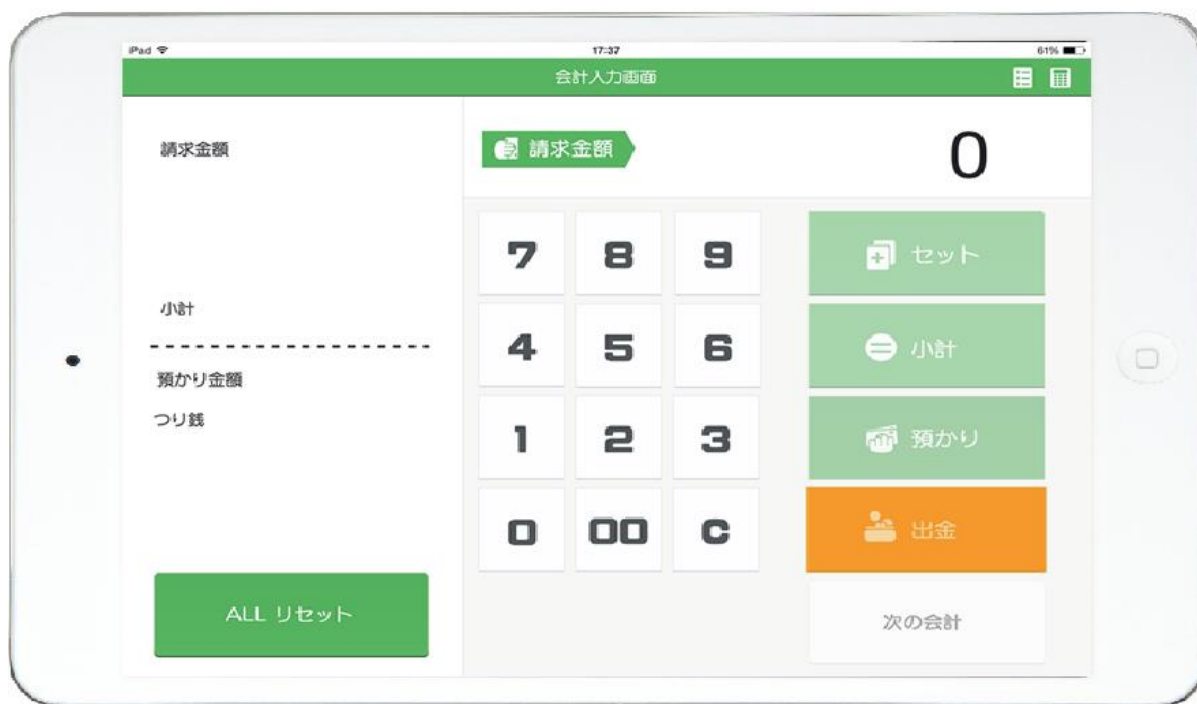 iPad 17:37 61%
会計入力画面
請求金額
小計
預かり金額
つり銭
ALL リセット
請求金額 0
7 8 9 セット
4 5 6 小計
1 2 3 預かり
0 00 C 出金
次の会計